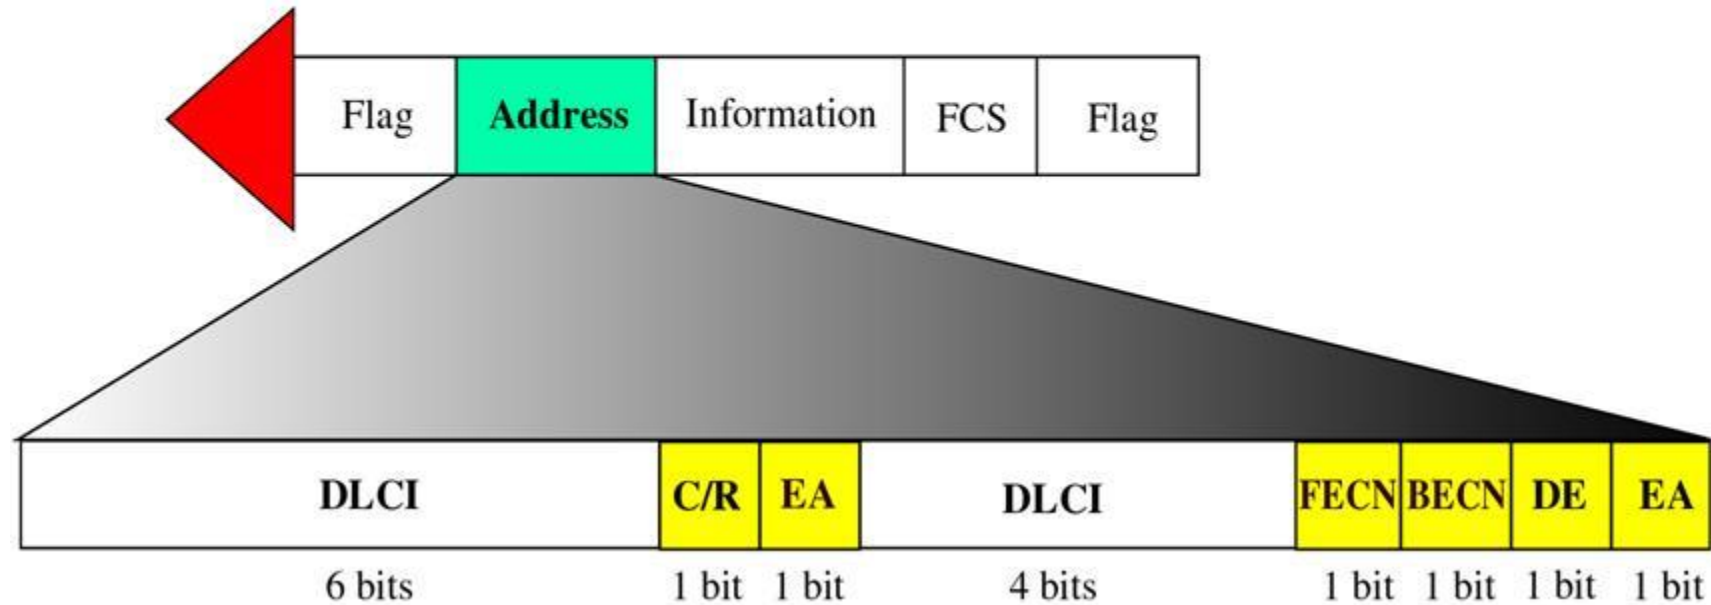 Flag Address Information FCS Flag
DLCI C/R EA DLCI FECN BECN DE EA
6 bits 1 bit 1 bit 4 bits 1 bit 1 bit 1 bit 1 bit